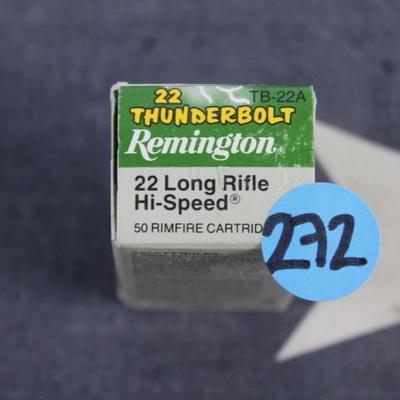 22 TB-22A
THUNDERBOLT
Remington®
22 Long Rifle
Hi-Speed®
50 RIMFIRE CARTRID
272